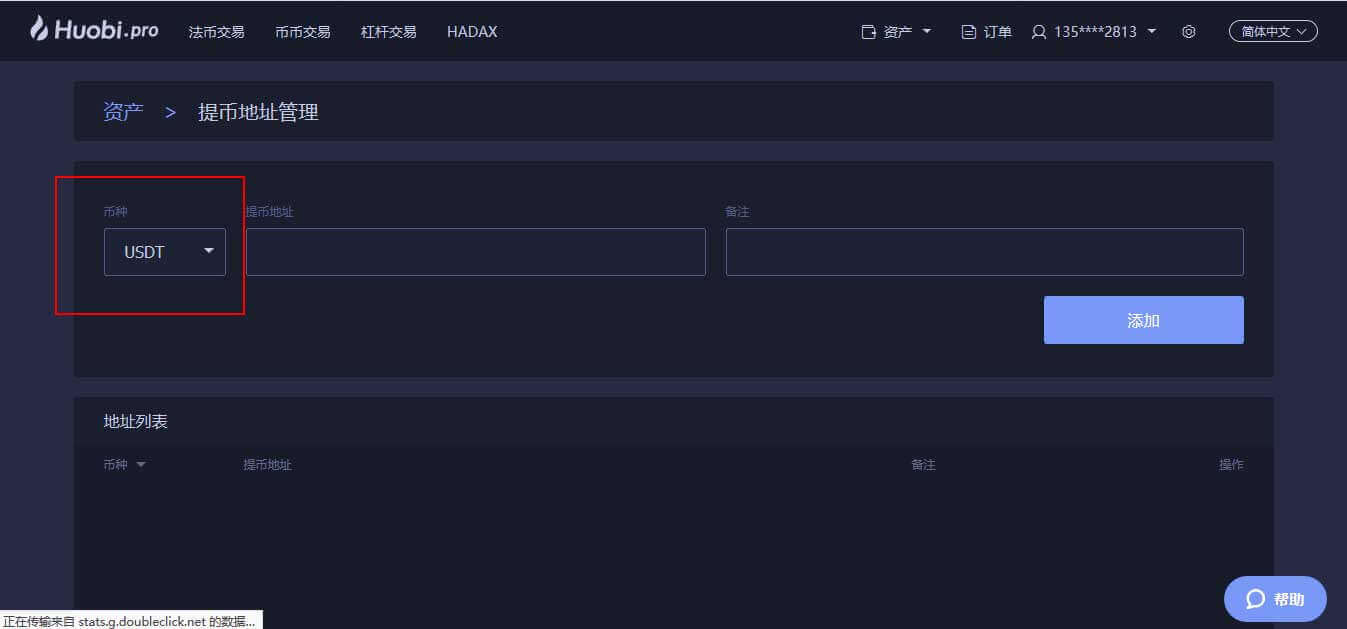 Huobi.pro 法币交易 币币交易 杠杆交易 HADAX 资产 订单 135****2813 简体中文
资产 > 提币地址管理
币种 提币地址 备注
USDT
添加
地址列表
币种 提币地址 备注 操作
帮助
正在传输来自 stats.g.doubleclick.net 的数据...